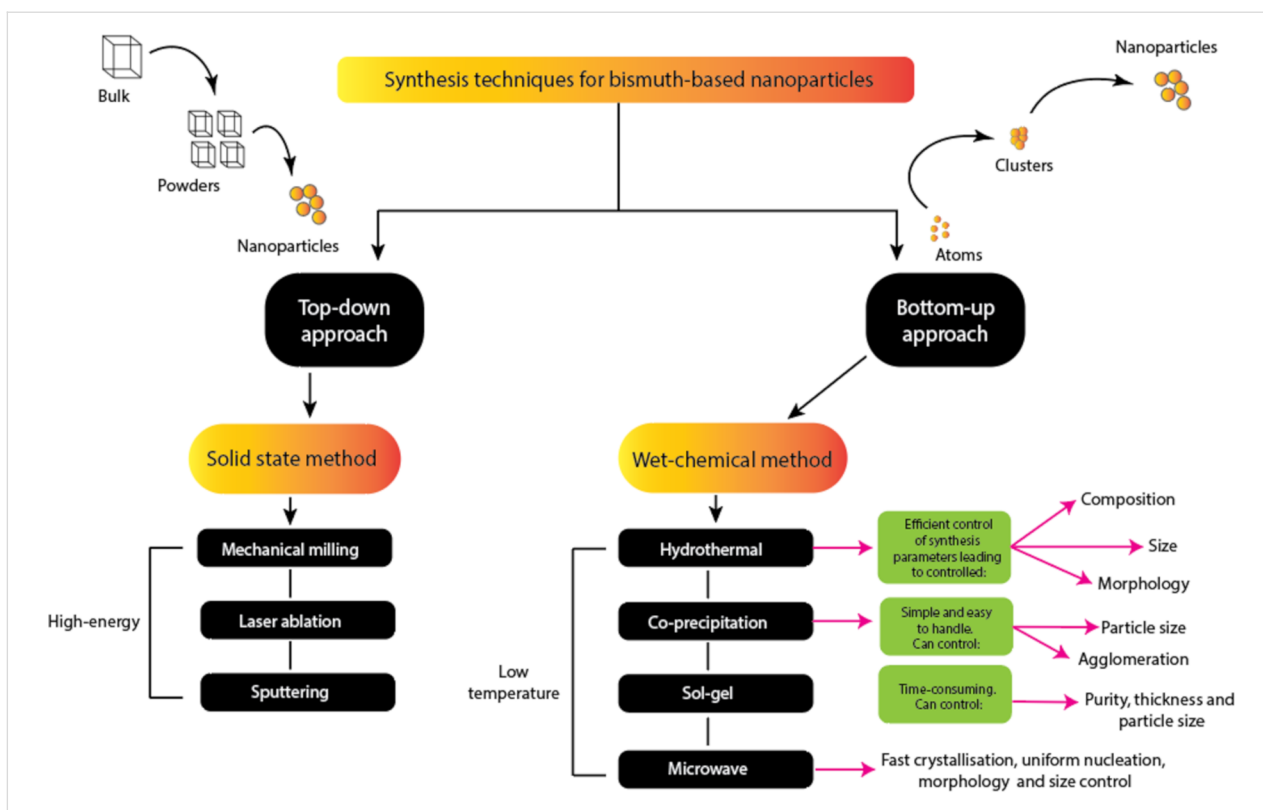 Synthesis techniques for bismuth-based nanoparticles
Bulk
Powders
Nanoparticles
Nanoparticles
Clusters
Atoms
Top-down
approach
Bottom-up
approach
Solid state method
Mechanical milling
Laser ablation
Sputtering
High-energy
Wet-chemical method
Hydrothermal
Co-precipitation
Sol-gel
Microwave
Low
temperature
Efficient control
of synthesis
parameters leading
to controlled:
Composition
Size
Morphology
Simple and easy
to handle.
Can control:
Particle size
Agglomeration
Time-consuming.
Can control:
Purity, thickness and
particle size
Fast crystallisation, uniform nucleation,
morphology and size control